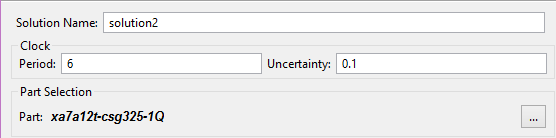 Solution Name: solution2
Clock
Period: 6 Uncertainty: 0.1
Part Selection
Part: xa7a12t-csg325-1Q ...